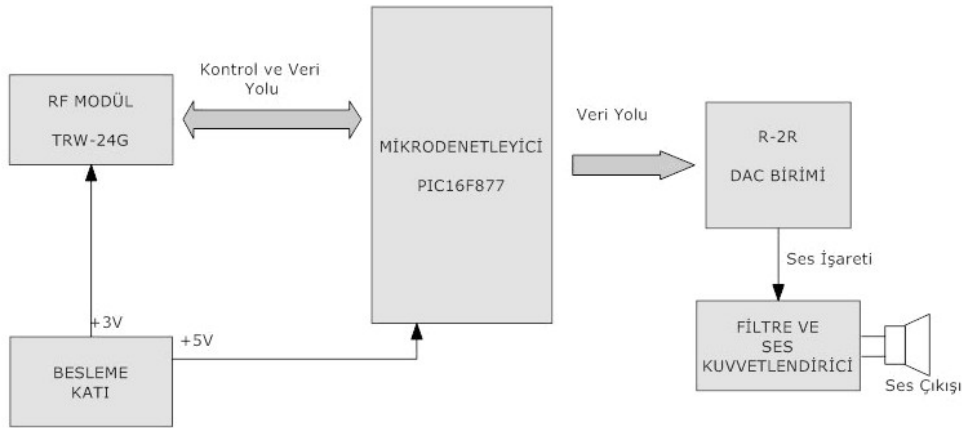 RF MODÜL
TRW-24G
Kontrol ve Veri
Yolu
MİKRODENETLEYİCİ
PIC16F877
Veri Yolu
R-2R
DAC BİRİMİ
Ses İşareti
FİLTRE VE
SES
KUVVETLENDİRİCİ
Ses Çıkışı
+3V
+5V
BESLEME
KATI